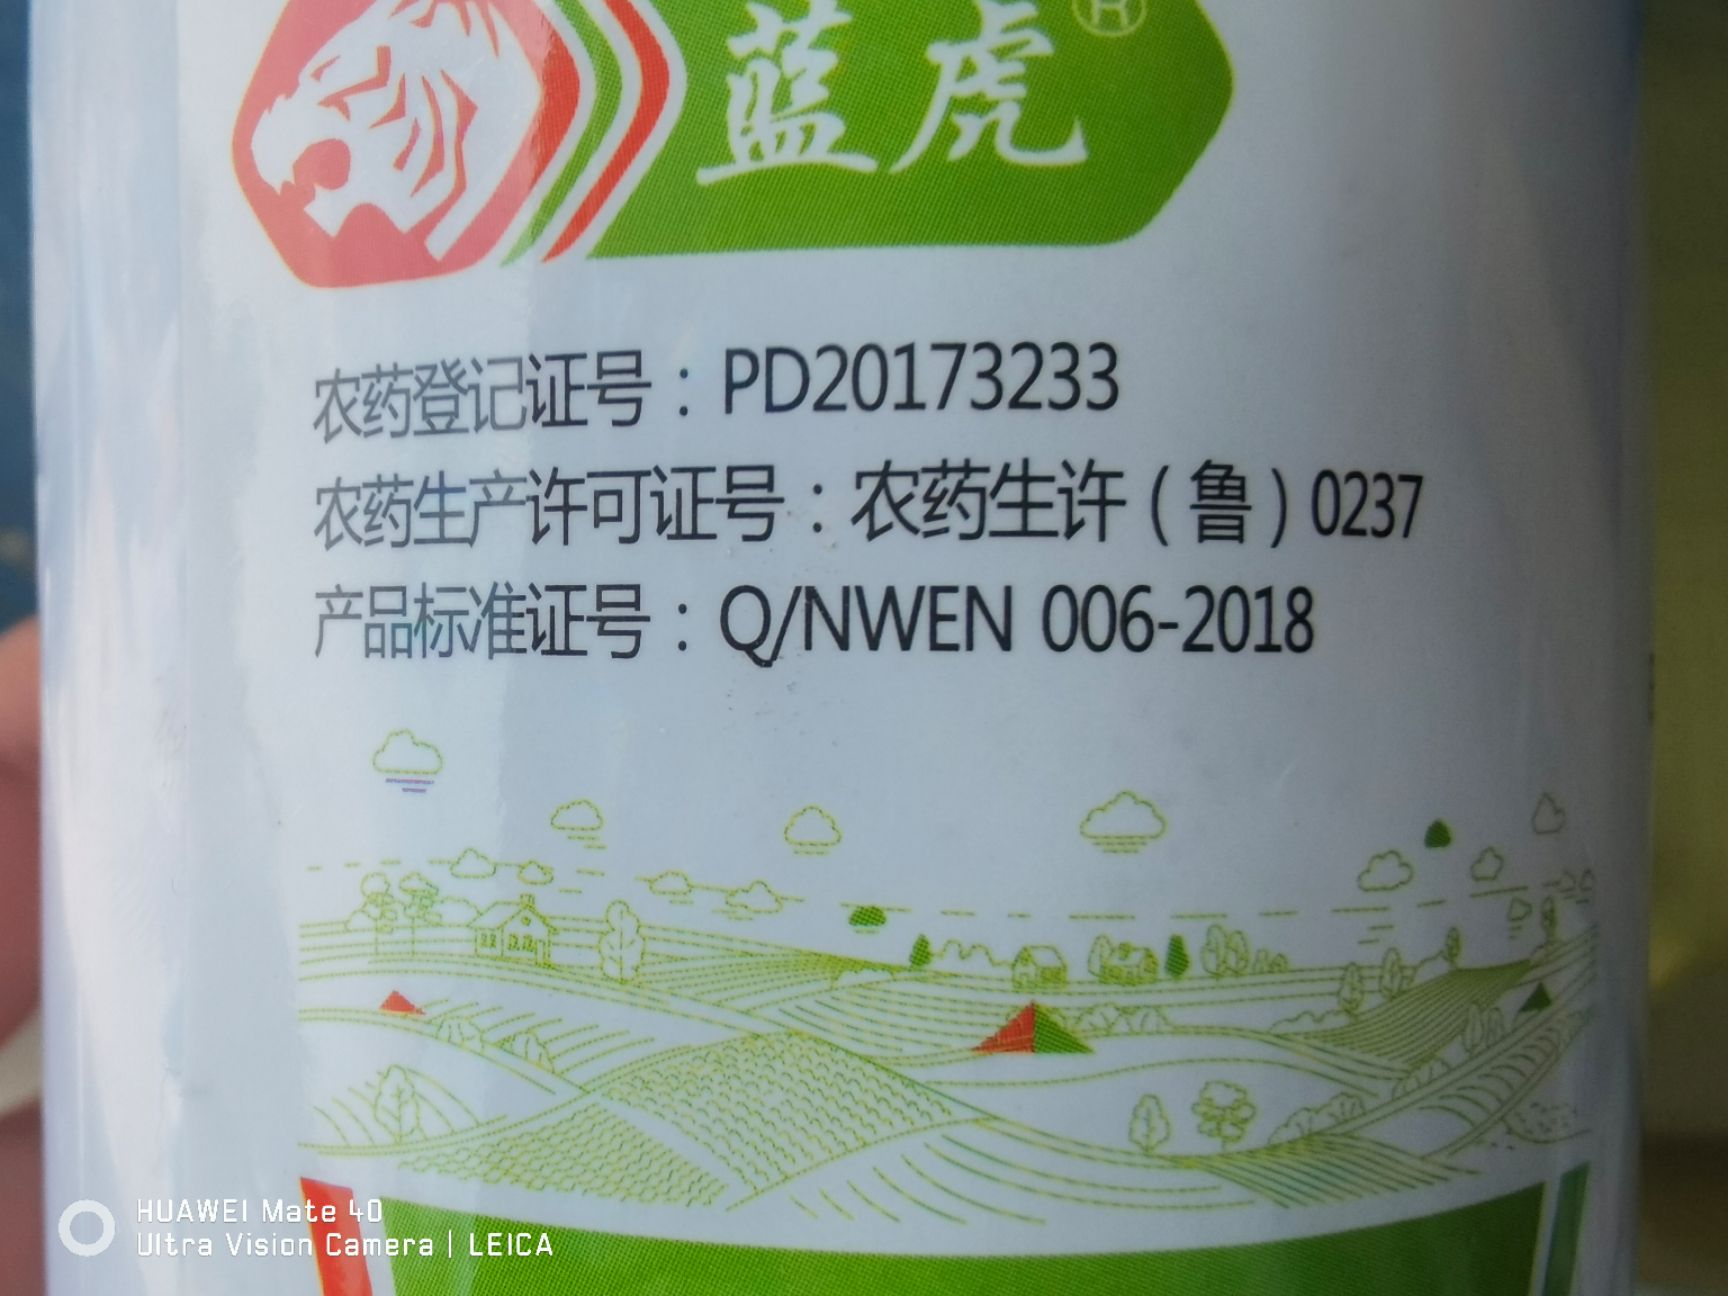 蓝虎®
农药登记证号：PD20173233
农药生产许可证号：农药生许（鲁）0237
产品标准证号：Q/NWEN 006-2018
HUAWEI Mate 40
Ultra Vision Camera | LEICA